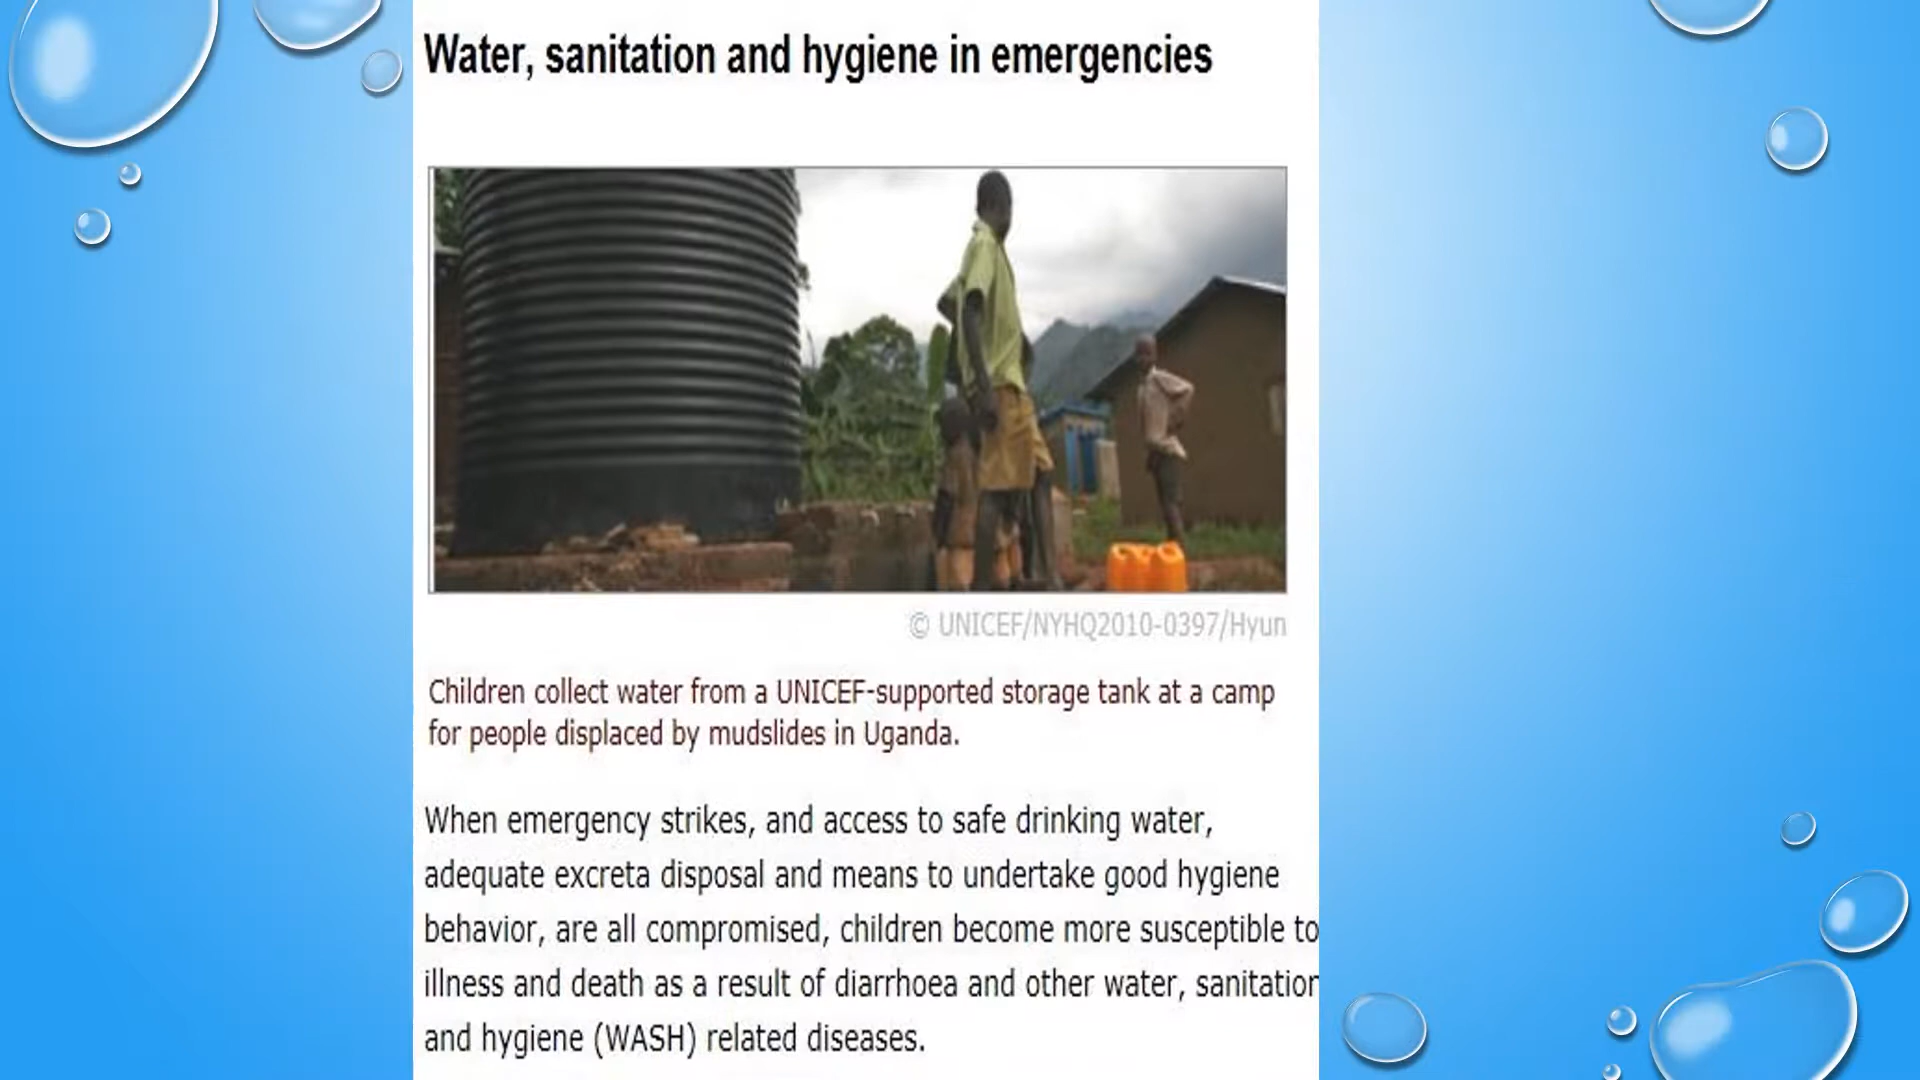 Water, sanitation and hygiene in emergencies
© UNICEF/NYHQ2010-0397/Hyun
Children collect water from a UNICEF-supported storage tank at a camp
for people displaced by mudslides in Uganda.
When emergency strikes, and access to safe drinking water,
adequate excreta disposal and means to undertake good hygiene
behavior, are all compromised, children become more susceptible to
illness and death as a result of diarrhoea and other water, sanitation
and hygiene (WASH) related diseases.